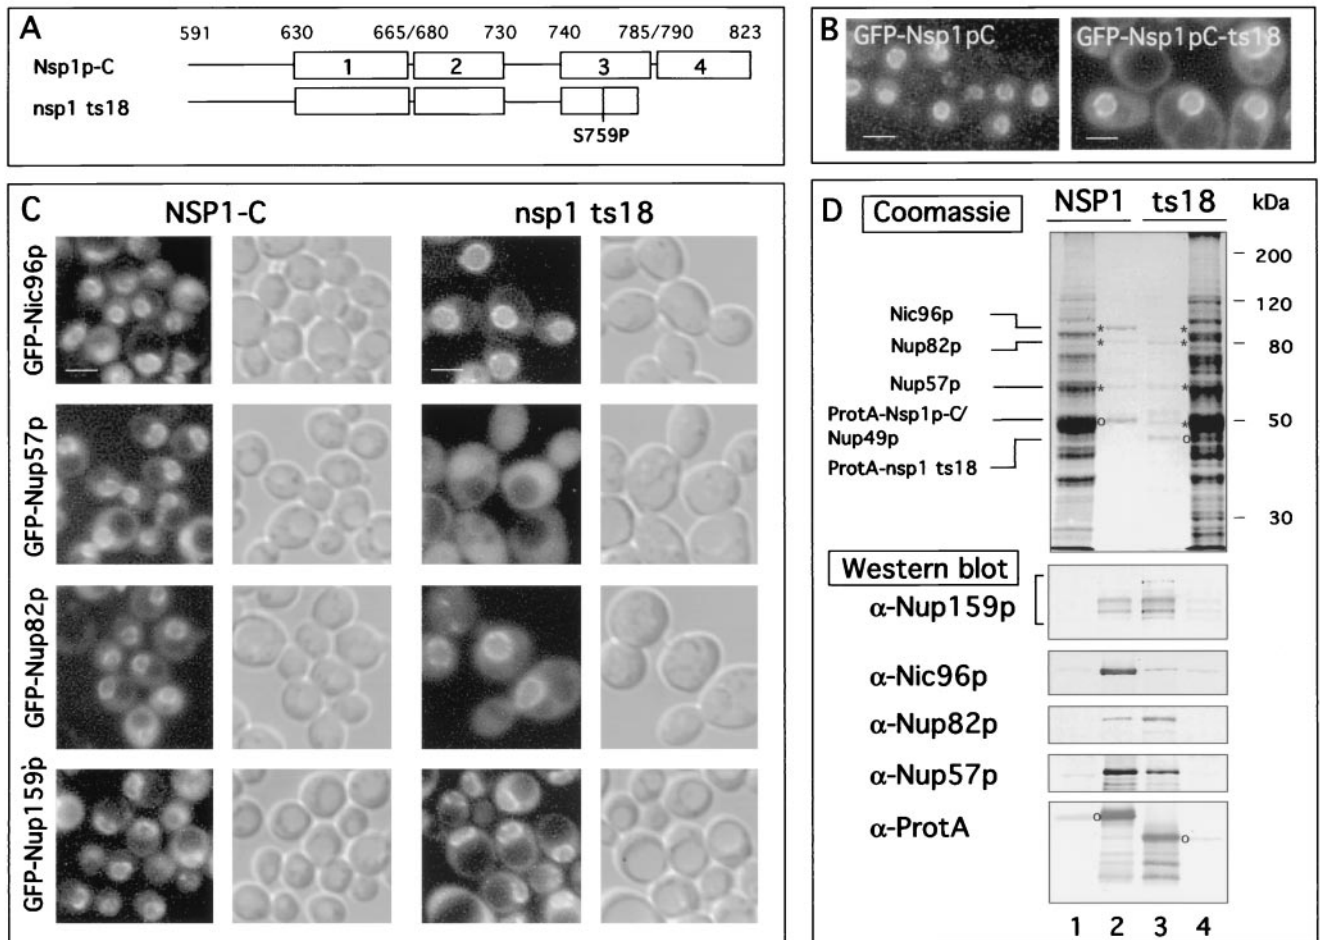 A
591 630 665/680 730 740 785/790 823
Nsp1p-C 1 2 3 4
nsp1 ts18
S759P
B
GFP-Nsp1pC GFP-Nsp1pC-ts18
C
NSP1-C nsp1 ts18
GFP-Nic96p
GFP-Nup57p
GFP-Nup82p
GFP-Nup159p
D
Coomassie
NSP1 ts18 kDa
200
120
80
50
30
Nic96p
Nup82p
Nup57p
ProtA-Nsp1p-C/
Nup49p
ProtA-nsp1 ts18
Western blot
α-Nup159p
α-Nic96p
α-Nup82p
α-Nup57p
α-ProtA
1 2 3 4